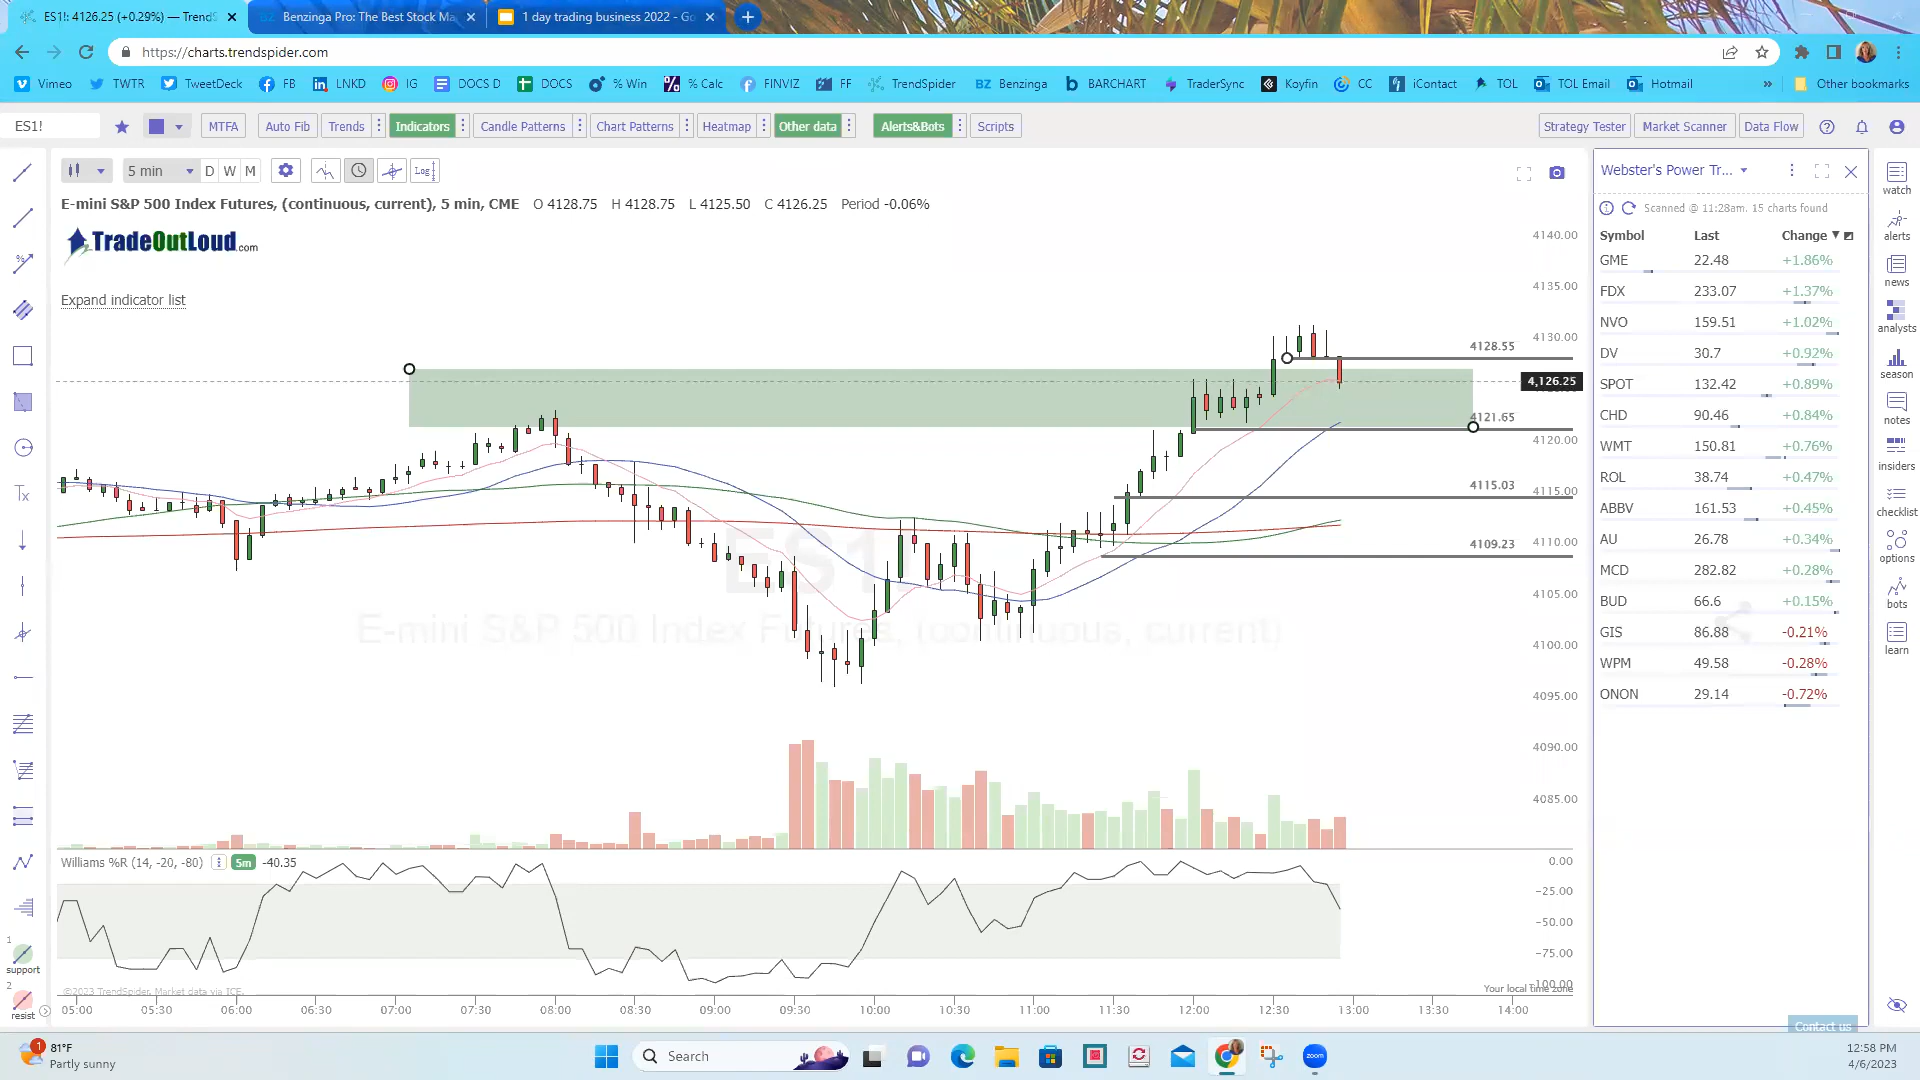 ES1!: 4126.25 (+0.29%) — TrendS
Benzinga Pro: The Best Stock Ma
1 day trading business 2022 - Go
https://charts.trendspider.com
Vimeo TWTR TweetDeck FB LNKD IG DOCS D DOCS % Win % Calc FINVIZ FF TrendSpider BZ Benzinga BARCHART TraderSync Koyfin CC iContact TOL TOL Email Hotmail » Other bookmarks
ES1! MTFA Auto Fib Trends Indicators Candle Patterns Chart Patterns Heatmap Other data Alerts&Bots Scripts Strategy Tester Market Scanner Data Flow
5 min D W M Log
E-mini S&P 500 Index Futures, (continuous, current), 5 min, CME O 4128.75 H 4128.75 L 4125.50 C 4126.25 Period -0.06%
TradeOutLoud.com
Expand indicator list
4140.00
4135.00
4130.00
4128.55
4,126.25
4121.65
4120.00
4115.03
4115.00
4109.23
4110.00
4105.00
4100.00
4095.00
4090.00
4085.00
E-mini S&P 500 Index Futures, (continuous, current)
Williams %R (14, -20, -80) 5m -40.35
0.00
-25.00
-50.00
-75.00
-100.00
©2023 TrendSpider. Market data via ICE.
Your local time zone
05:00 05:30 06:00 06:30 07:00 07:30 08:00 08:30 09:00 09:30 10:00 10:30 11:00 11:30 12:00 12:30 13:00 13:30 14:00
1
support
2
resist
Webster's Power Tr...
Scanned @ 11:28am. 15 charts found
Symbol Last Change
GME 22.48 +1.86%
FDX 233.07 +1.37%
NVO 159.51 +1.02%
DV 30.7 +0.92%
SPOT 132.42 +0.89%
CHD 90.46 +0.84%
WMT 150.81 +0.76%
ROL 38.74 +0.47%
ABBV 161.53 +0.45%
AU 26.78 +0.34%
MCD 282.82 +0.28%
BUD 66.6 +0.15%
GIS 86.88 -0.21%
WPM 49.58 -0.28%
ONON 29.14 -0.72%
watch
alerts
news
analysts
season
notes
insiders
checklist
options
bots
learn
Contact us
1
81°F
Partly sunny
Search
zoom
12:58 PM
4/6/2023